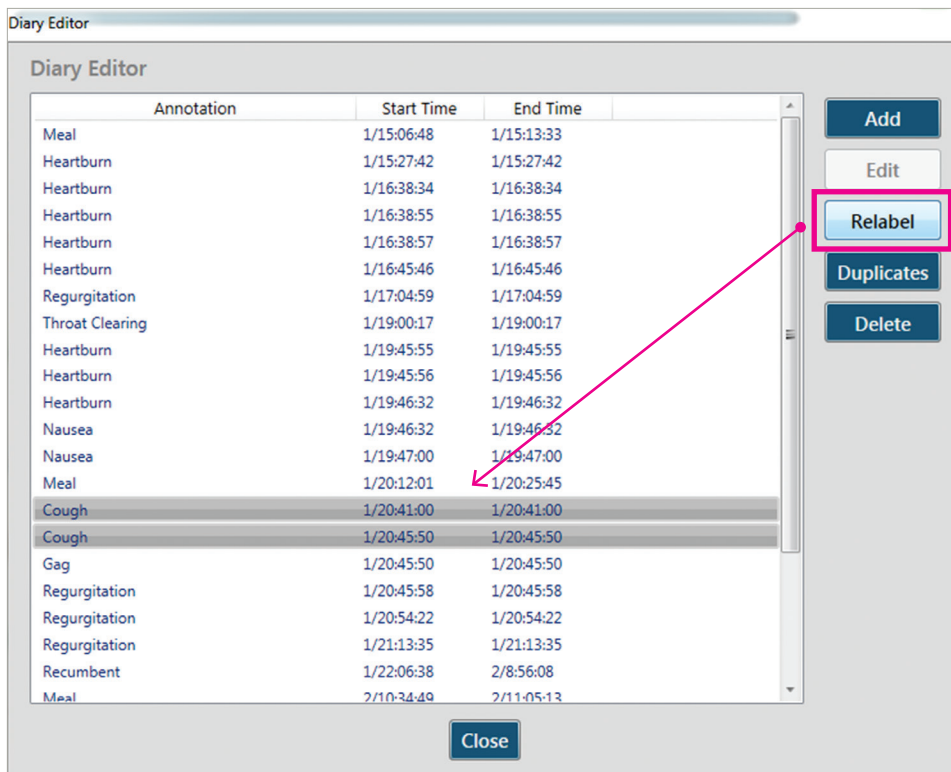 Diary Editor
Diary Editor
Annotation Start Time End Time
Meal 1/15:06:48 1/15:13:33
Heartburn 1/15:27:42 1/15:27:42
Heartburn 1/16:38:34 1/16:38:34
Heartburn 1/16:38:55 1/16:38:55
Heartburn 1/16:38:57 1/16:38:57
Heartburn 1/16:45:46 1/16:45:46
Regurgitation 1/17:04:59 1/17:04:59
Throat Clearing 1/19:00:17 1/19:00:17
Heartburn 1/19:45:55 1/19:45:55
Heartburn 1/19:45:56 1/19:45:56
Heartburn 1/19:46:32 1/19:46:32
Nausea 1/19:46:32 1/19:46:32
Nausea 1/19:47:00 1/19:47:00
Meal 1/20:12:01 1/20:25:45
Cough 1/20:41:00 1/20:41:00
Cough 1/20:45:50 1/20:45:50
Gag 1/20:45:50 1/20:45:50
Regurgitation 1/20:45:58 1/20:45:58
Regurgitation 1/20:54:22 1/20:54:22
Regurgitation 1/21:13:35 1/21:13:35
Recumbent 1/22:06:38 2/8:56:08
Meal 2/10:34:49 2/11:05:13
Add
Edit
Relabel
Duplicates
Delete
Close